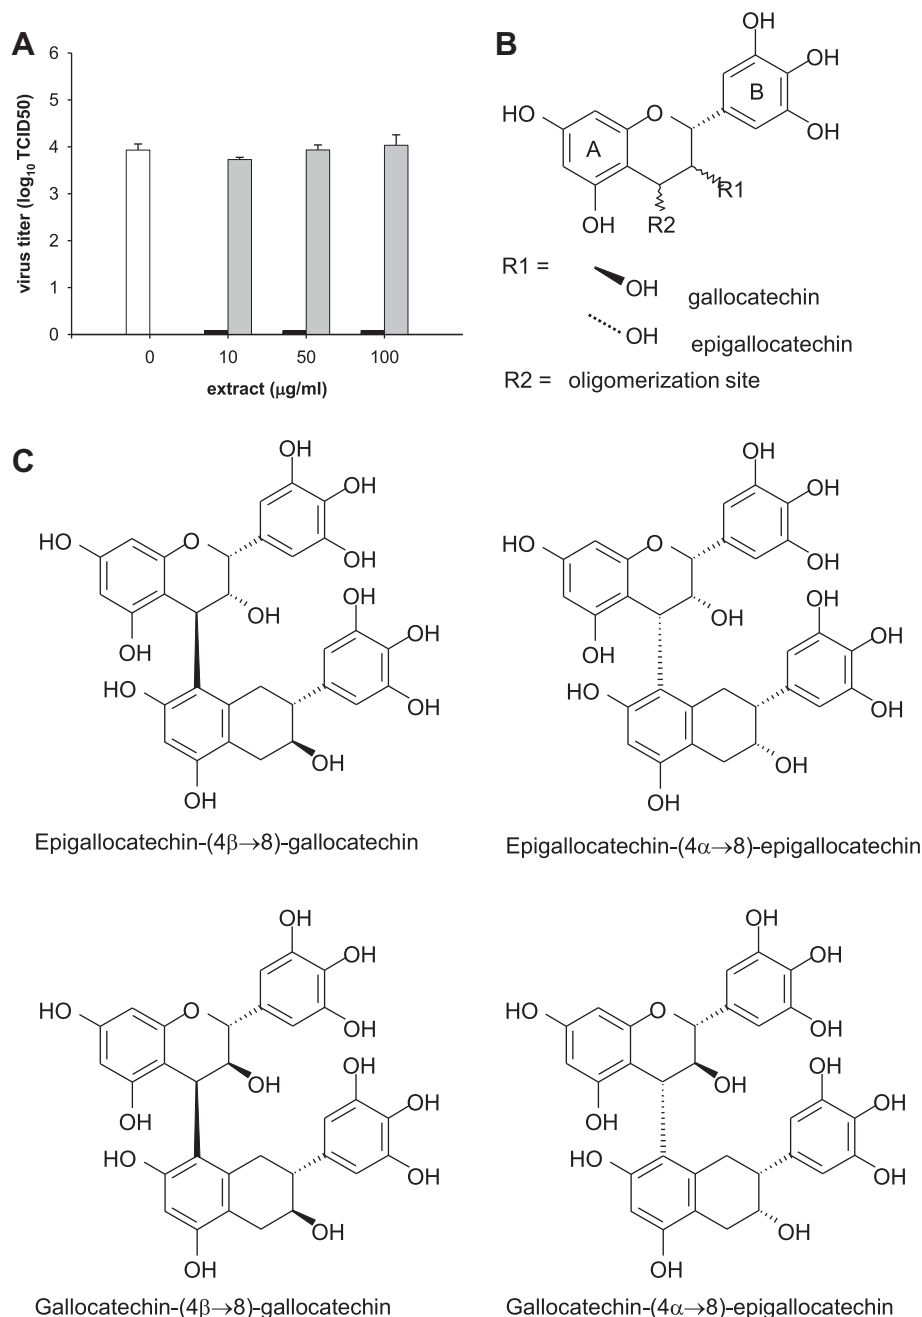 A
6
5
4
3
2
1
0
virus titer (log10 TCID50)
0 10 50 100
extract (μg/ml)
B
OH
OH
OH
HO
O
B
A
R1
R2
OH
R1 =
OH
gallocatechin
OH
epigallocatechin
R2 = oligomerization site
C
OH
OH
OH
HO
O
OH
OH
OH
OH
OH
HO
OH
OH
Epigallocatechin-(4β→8)-gallocatechin
OH
OH
OH
HO
O
OH
OH
OH
OH
OH
HO
OH
OH
Epigallocatechin-(4α→8)-epigallocatechin
OH
OH
OH
HO
O
OH
OH
OH
OH
OH
HO
OH
OH
Gallocatechin-(4β→8)-gallocatechin
OH
OH
OH
HO
O
OH
OH
OH
OH
OH
HO
OH
OH
Gallocatechin-(4α→8)-epigallocatechin